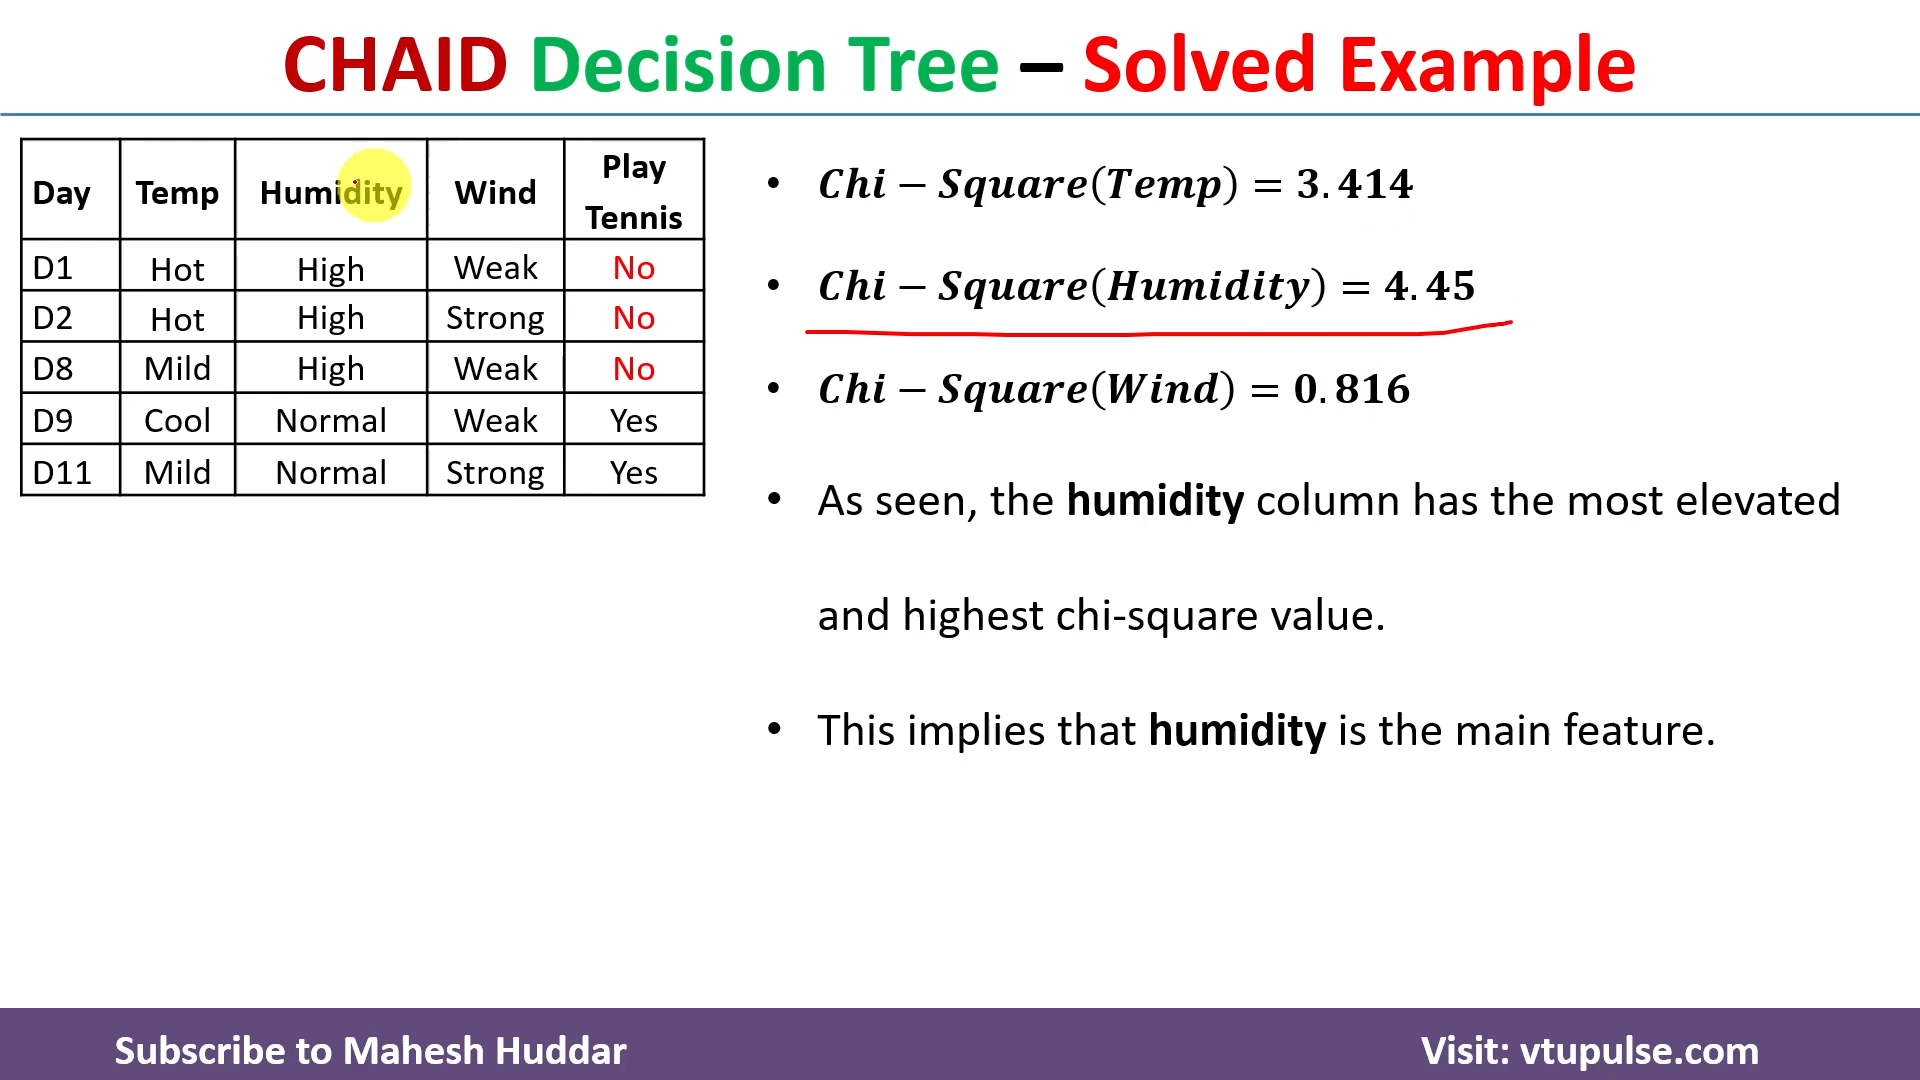 CHAID Decision Tree – Solved Example
Day Temp Humidity Wind Play Tennis
D1 Hot High Weak No
D2 Hot High Strong No
D8 Mild High Weak No
D9 Cool Normal Weak Yes
D11 Mild Normal Strong Yes
• Chi − Square(Temp) = 3.414
• Chi − Square(Humidity) = 4.45
• Chi − Square(Wind) = 0.816
• As seen, the humidity column has the most elevated
and highest chi-square value.
• This implies that humidity is the main feature.
Subscribe to Mahesh Huddar
Visit: vtupulse.com